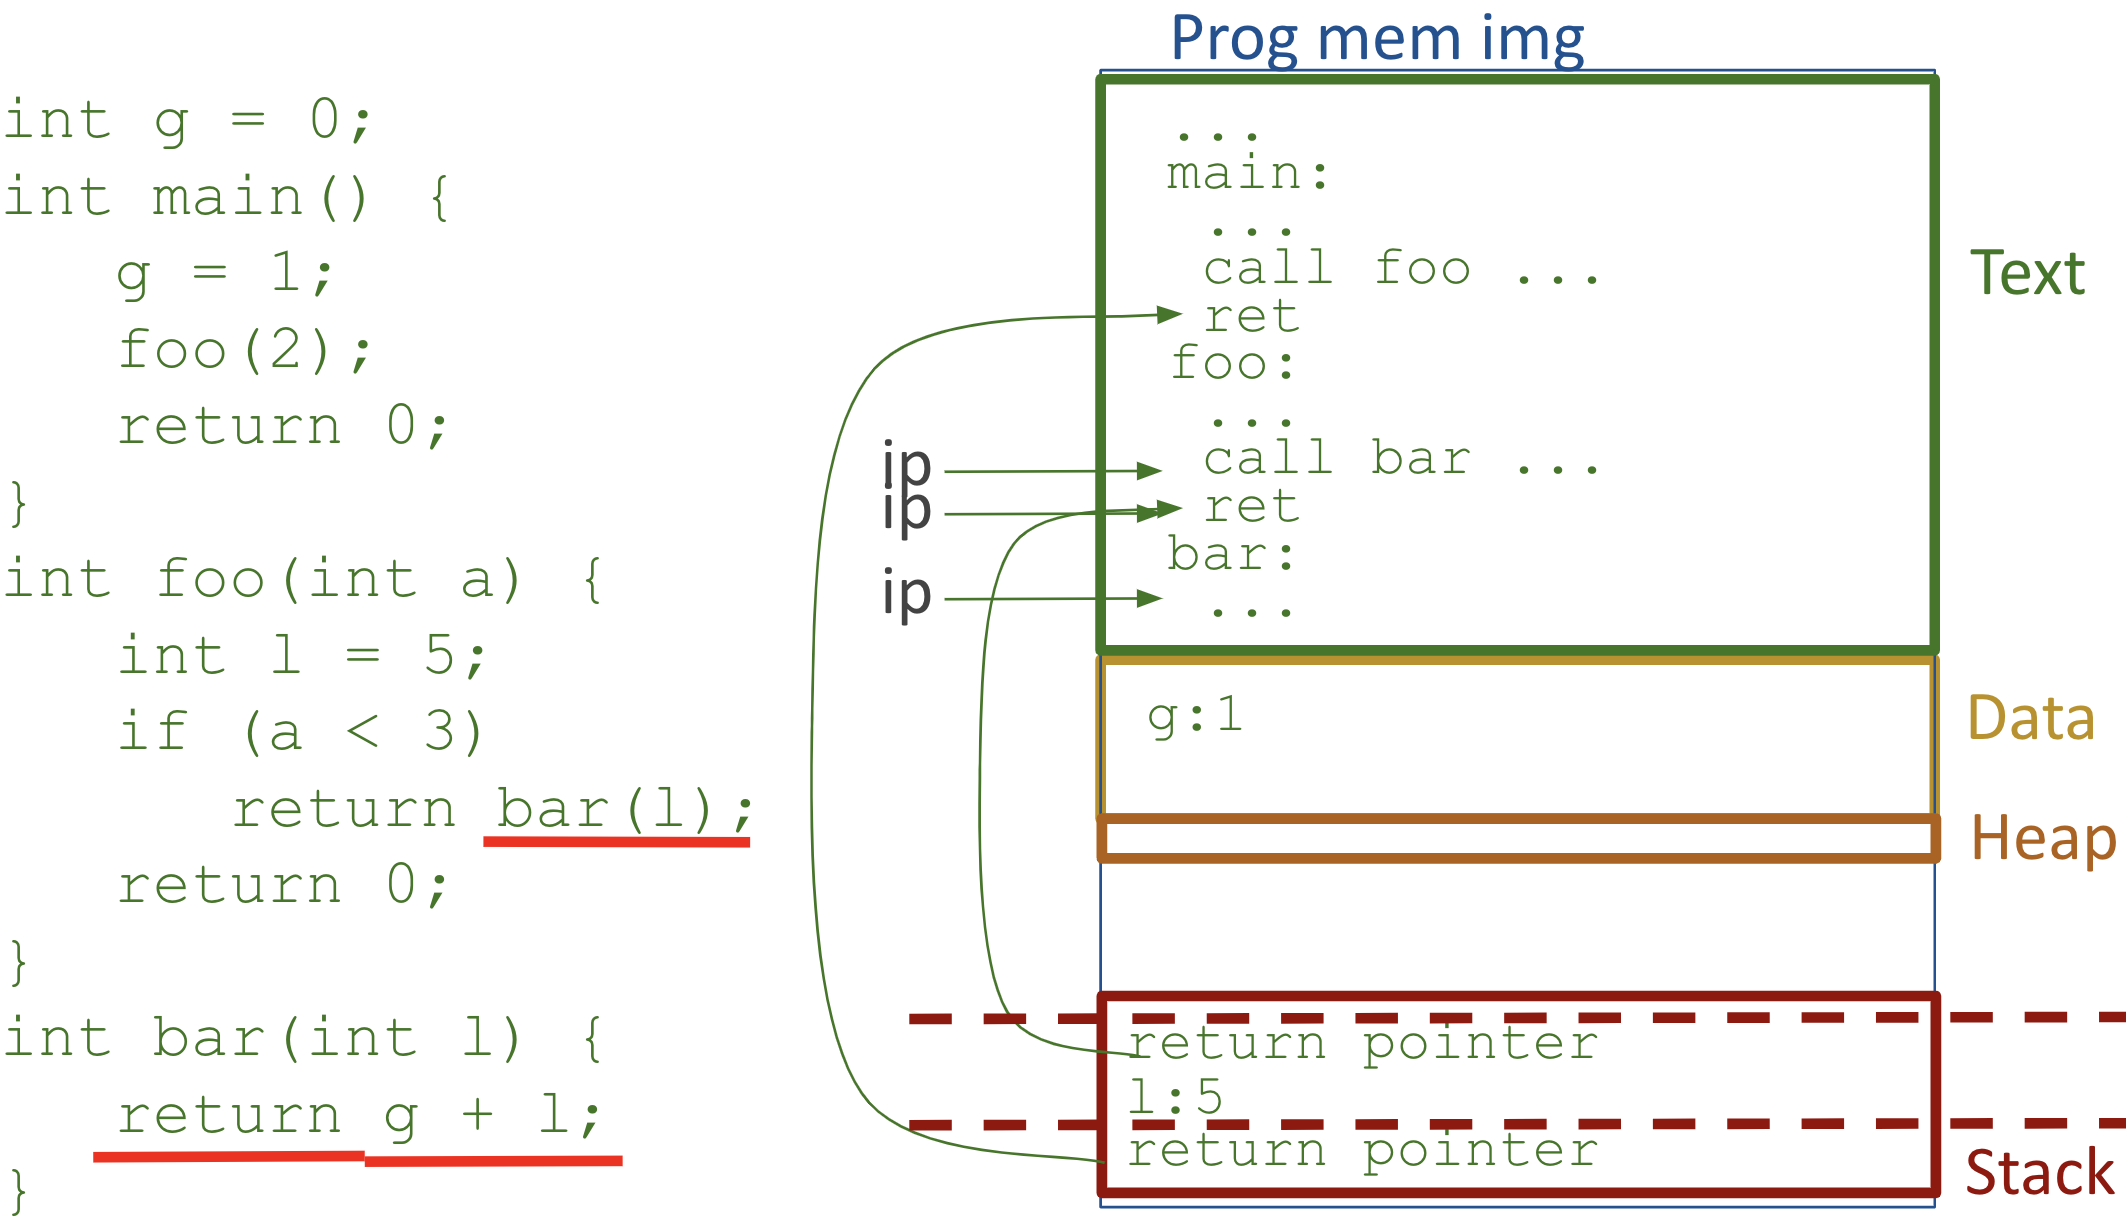 int g = 0;
int main() {
g = 1;
foo(2);
return 0;
}
int foo(int a) {
int l = 5;
if (a < 3)
return bar(l);
return 0;
}
int bar(int l) {
return g + l;
}
Prog mem img
...
main:
...
call foo ...
ret
foo:
...
call bar ...
ret
bar:
...
ip
ip
ip
Text
g:1
Data
Heap
return pointer
l:5
return pointer
Stack